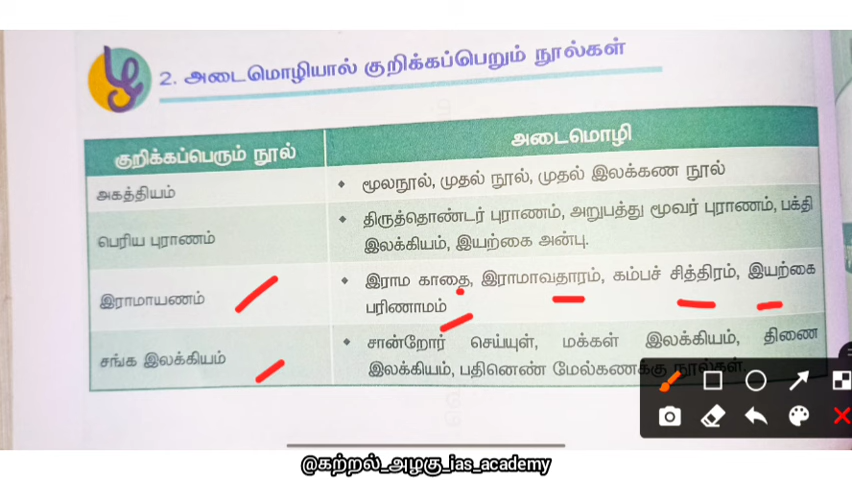 2. அடைமொழியால் குறிக்கப்பெறும் நூல்கள்
குறிக்கப்பெரும் நூல்
அடைமொழி
அகத்தியம்
மூலநூல், முதல் நூல், முதல் இலக்கண நூல்
பெரிய புராணம்
திருத்தொண்டர் புராணம், அறுபத்து மூவர் புராணம், பக்தி
இலக்கியம், இயற்கை அன்பு.
இராமாயணம்
இராம காதை, இராமாவதாரம், கம்பச் சித்திரம், இயற்கை
பரிணாமம்
சங்க இலக்கியம்
சான்றோர் செய்யுள், மக்கள் இலக்கியம், திணை
இலக்கியம், பதினெண் மேல்கணக்கு நூல்கள்.
@கற்றல்_அழகு_ias_academy